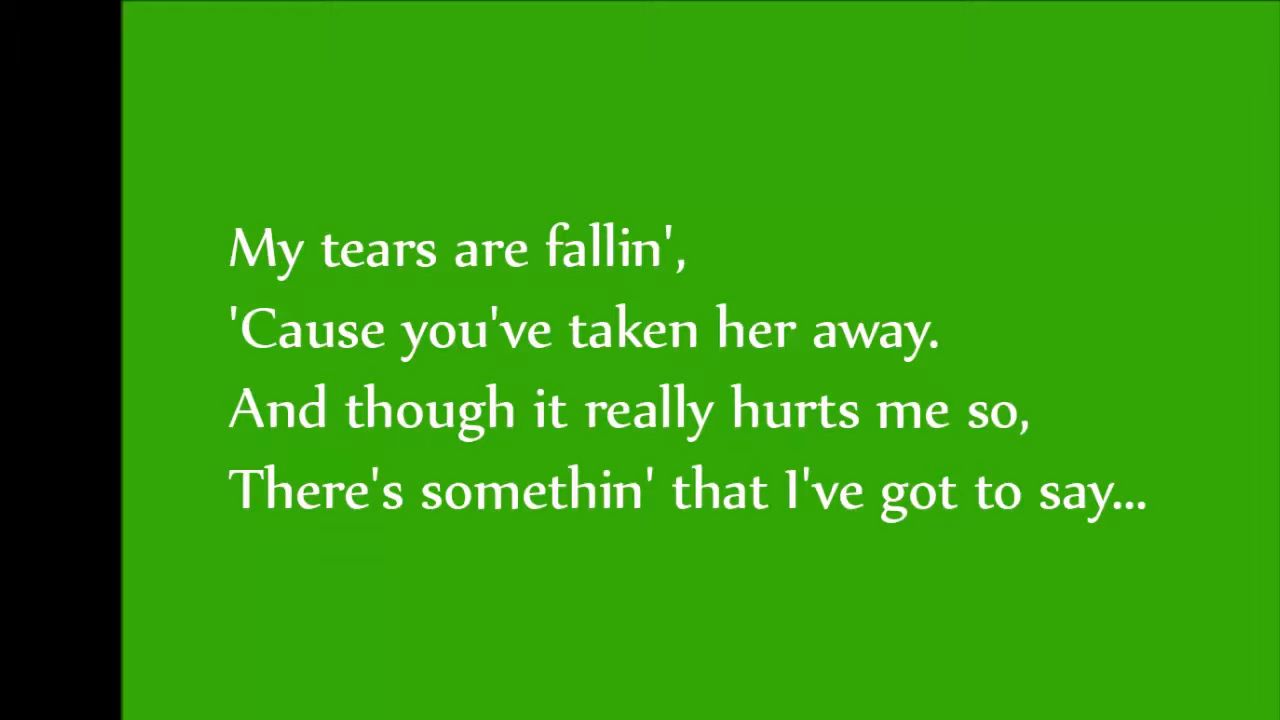 My tears are fallin',
'Cause you've taken her away.
And though it really hurts me so,
There's somethin' that I've got to say...